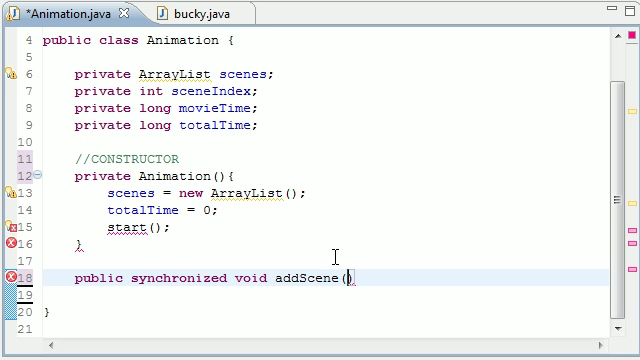 *Animation.java bucky.java
4 public class Animation {
5
6 private ArrayList scenes;
7 private int sceneIndex;
8 private long movieTime;
9 private long totalTime;
10
11 //CONSTRUCTOR
12 private Animation(){
13 scenes = new ArrayList();
14 totalTime = 0;
15 start();
16 }
17
18 public synchronized void addScene()
19
20 }
21